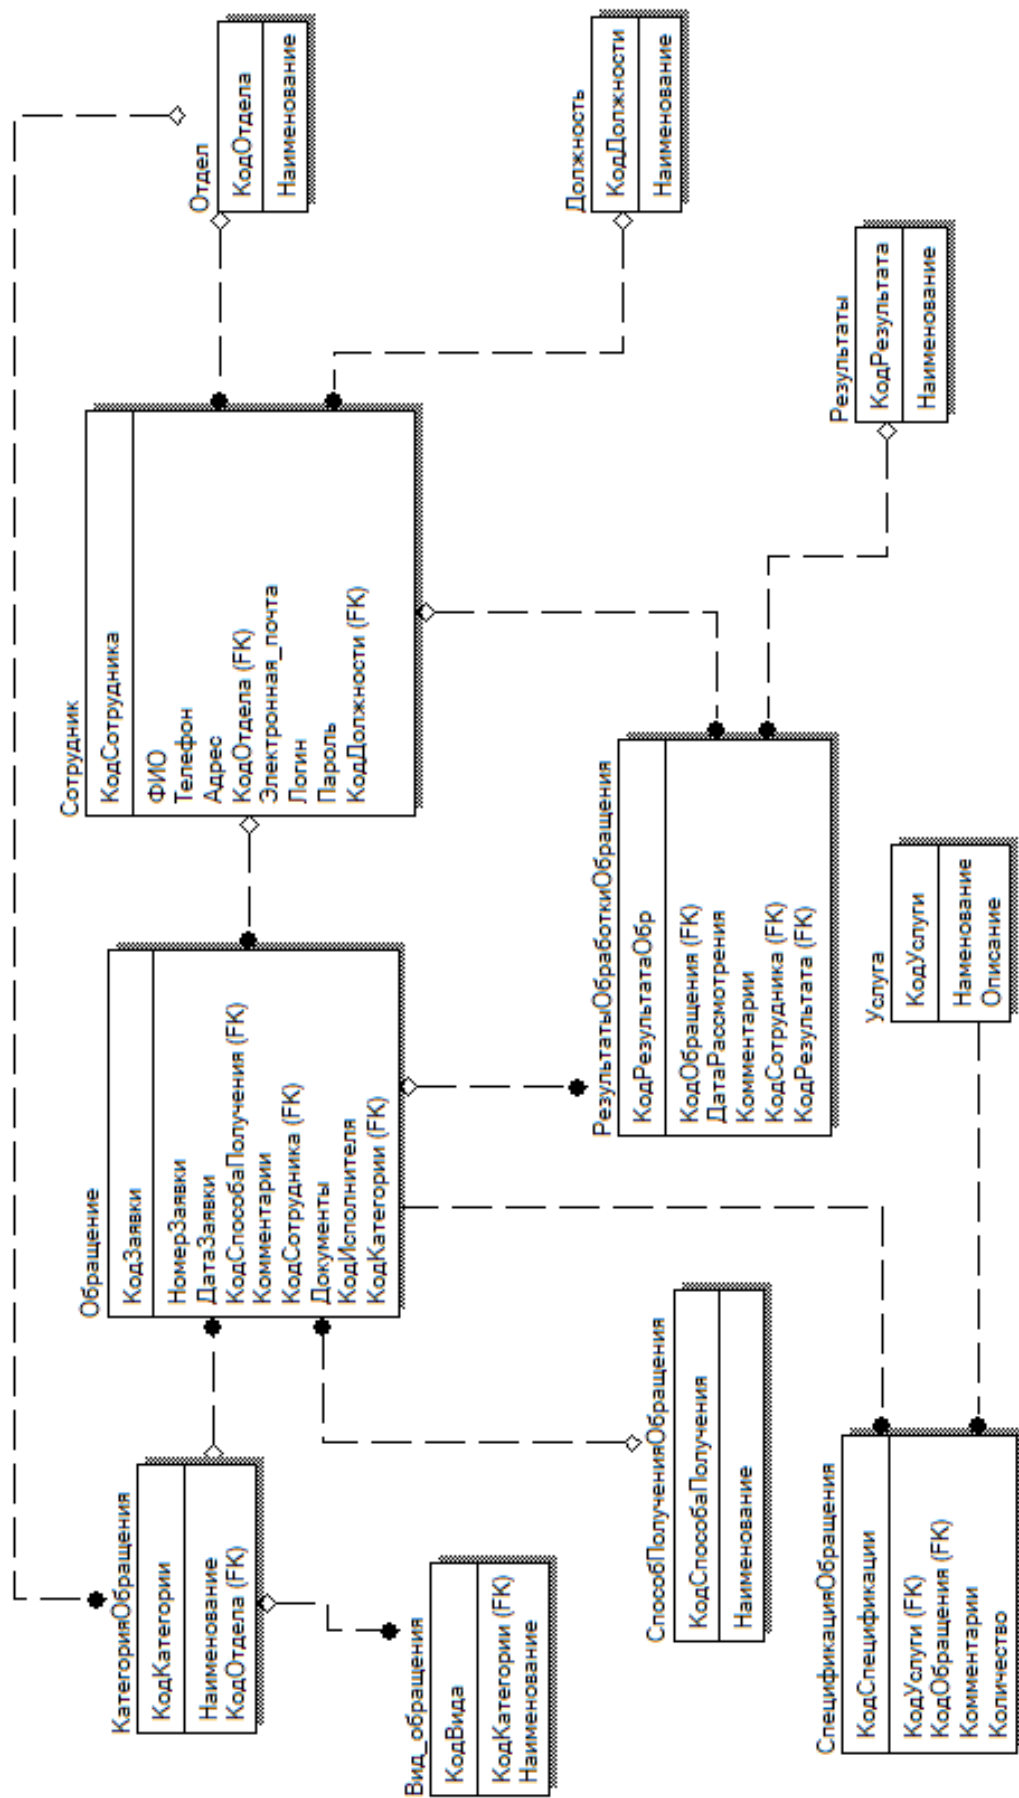 КатегорияОбращения
КодКатегории
Наименование
КодОтдела (FK)
Вид_обращения
КодВида
КодКатегории (FK)
Наименование
Обращение
КодЗаявки
НомерЗаявки
ДатаЗаявки
КодСпособаПолучения (FK)
Комментарии
КодСотрудника (FK)
Документы
КодИсполнителя
КодКатегории (FK)
СпособПолученияОбращения
КодСпособаПолучения
Наименование
СпецификацияОбращения
КодСпецификации
КодУслуги (FK)
КодОбращения (FK)
Комментарии
Количество
Сотрудник
КодСотрудника
ФИО
Телефон
Адрес
КодОтдела (FK)
Электронная_почта
Логин
Пароль
КодДолжности (FK)
РезультатыОбработкиОбращения
КодРезультатаОбр
КодОбращения (FK)
ДатаРассмотрения
Комментарии
КодСотрудника (FK)
КодРезультата (FK)
Услуга
КодУслуги
Наменование
Описание
Отдел
КодОтдела
Наименование
Должность
КодДолжности
Наименование
Результаты
КодРезультата
Наименование